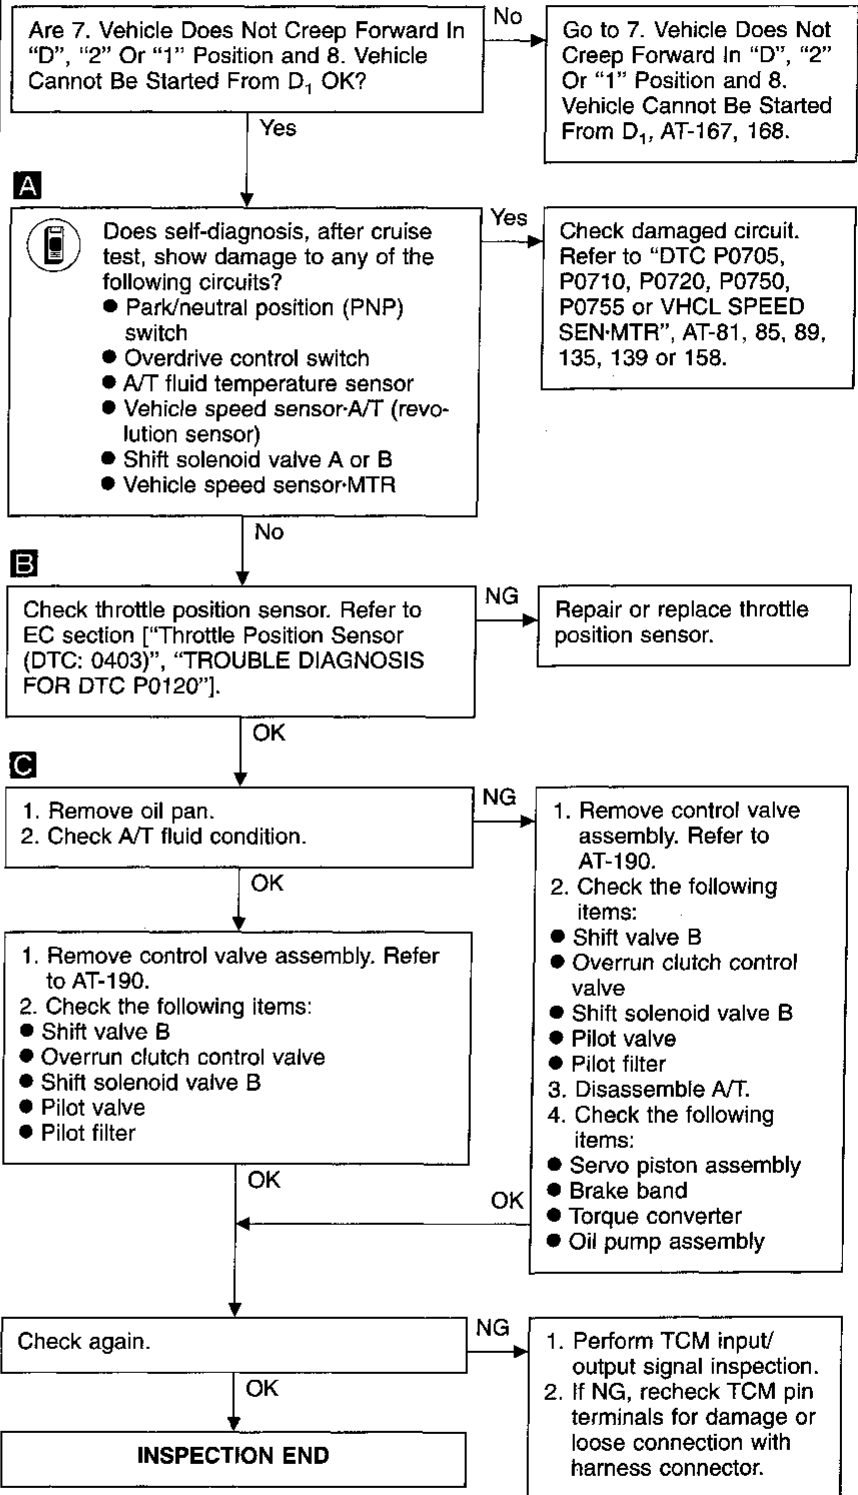 Are 7. Vehicle Does Not Creep Forward In
“D”, “2” Or “1” Position and 8. Vehicle
Cannot Be Started From D₁ OK?
No
Go to 7. Vehicle Does Not
Creep Forward In “D”, “2”
Or “1” Position and 8.
Vehicle Cannot Be Started
From D₁, AT-167, 168.
Yes
A
Does self-diagnosis, after cruise
test, show damage to any of the
following circuits?
● Park/neutral position (PNP)
switch
● Overdrive control switch
● A/T fluid temperature sensor
● Vehicle speed sensor·A/T (revo-
lution sensor)
● Shift solenoid valve A or B
● Vehicle speed sensor·MTR
Yes
Check damaged circuit.
Refer to “DTC P0705,
P0710, P0720, P0750,
P0755 or VHCL SPEED
SEN·MTR”, AT-81, 85, 89,
135, 139 or 158.
No
B
Check throttle position sensor. Refer to
EC section [“Throttle Position Sensor
(DTC: 0403)”, “TROUBLE DIAGNOSIS
FOR DTC P0120”].
NG
Repair or replace throttle
position sensor.
OK
C
1. Remove oil pan.
2. Check A/T fluid condition.
NG
1. Remove control valve
assembly. Refer to
AT-190.
2. Check the following
items:
● Shift valve B
● Overrun clutch control
valve
● Shift solenoid valve B
● Pilot valve
● Pilot filter
3. Disassemble A/T.
4. Check the following
items:
● Servo piston assembly
● Brake band
● Torque converter
● Oil pump assembly
OK
1. Remove control valve assembly. Refer
to AT-190.
2. Check the following items:
● Shift valve B
● Overrun clutch control valve
● Shift solenoid valve B
● Pilot valve
● Pilot filter
OK
OK
Check again.
NG
1. Perform TCM input/
output signal inspection.
2. If NG, recheck TCM pin
terminals for damage or
loose connection with
harness connector.
OK
INSPECTION END